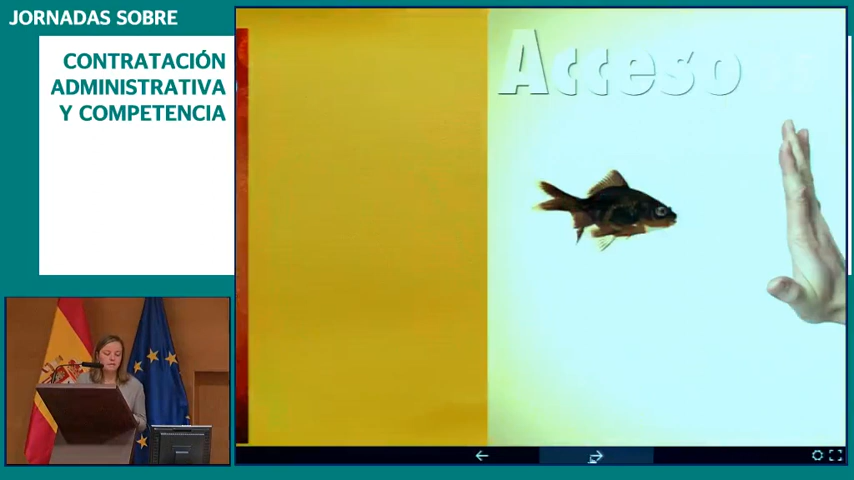 JORNADAS SOBRE
CONTRATACIÓN
ADMINISTRATIVA
Y COMPETENCIA
Acceso